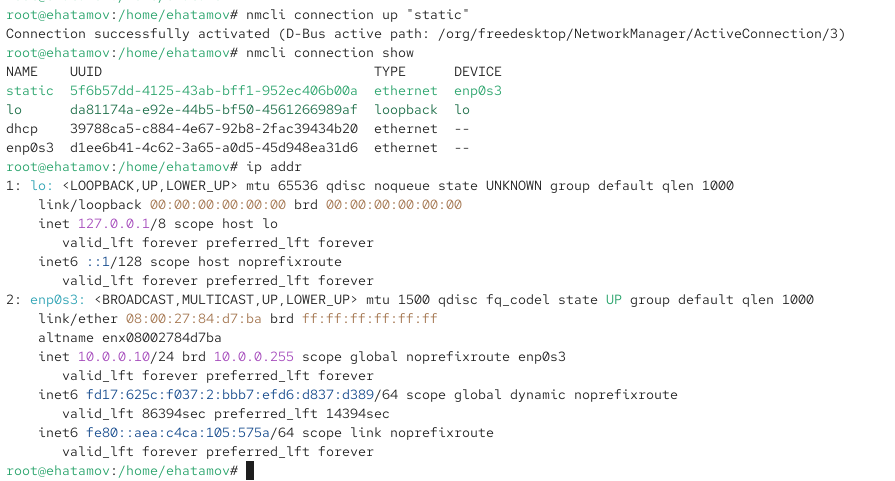 root@ehatamov:/home/ehatamov# nmcli connection up "static"
Connection successfully activated (D-Bus active path: /org/freedesktop/NetworkManager/ActiveConnection/3)
root@ehatamov:/home/ehatamov# nmcli connection show
NAME    UUID                                  TYPE      DEVICE
static  5f6b57dd-4125-43ab-bff1-952ec406b00a  ethernet  enp0s3
lo      da81174a-e92e-44b5-bf50-4561266989af  loopback  lo
dhcp    39788ca5-c884-4e67-92b8-2fac39434b20  ethernet  --
enp0s3  d1ee6b41-4c62-3a65-a0d5-45d948ea31d6  ethernet  --
root@ehatamov:/home/ehatamov# ip addr
1: lo: <LOOPBACK,UP,LOWER_UP> mtu 65536 qdisc noqueue state UNKNOWN group default qlen 1000
    link/loopback 00:00:00:00:00:00 brd 00:00:00:00:00:00
    inet 127.0.0.1/8 scope host lo
       valid_lft forever preferred_lft forever
    inet6 ::1/128 scope host noprefixroute
       valid_lft forever preferred_lft forever
2: enp0s3: <BROADCAST,MULTICAST,UP,LOWER_UP> mtu 1500 qdisc fq_codel state UP group default qlen 1000
    link/ether 08:00:27:84:d7:ba brd ff:ff:ff:ff:ff:ff
    altname enx08002784d7ba
    inet 10.0.0.10/24 brd 10.0.0.255 scope global noprefixroute enp0s3
       valid_lft forever preferred_lft forever
    inet6 fd17:625c:f037:2:bbb7:efd6:d837:d389/64 scope global dynamic noprefixroute
       valid_lft 86394sec preferred_lft 14394sec
    inet6 fe80::aea:c4ca:105:575a/64 scope link noprefixroute
       valid_lft forever preferred_lft forever
root@ehatamov:/home/ehatamov#